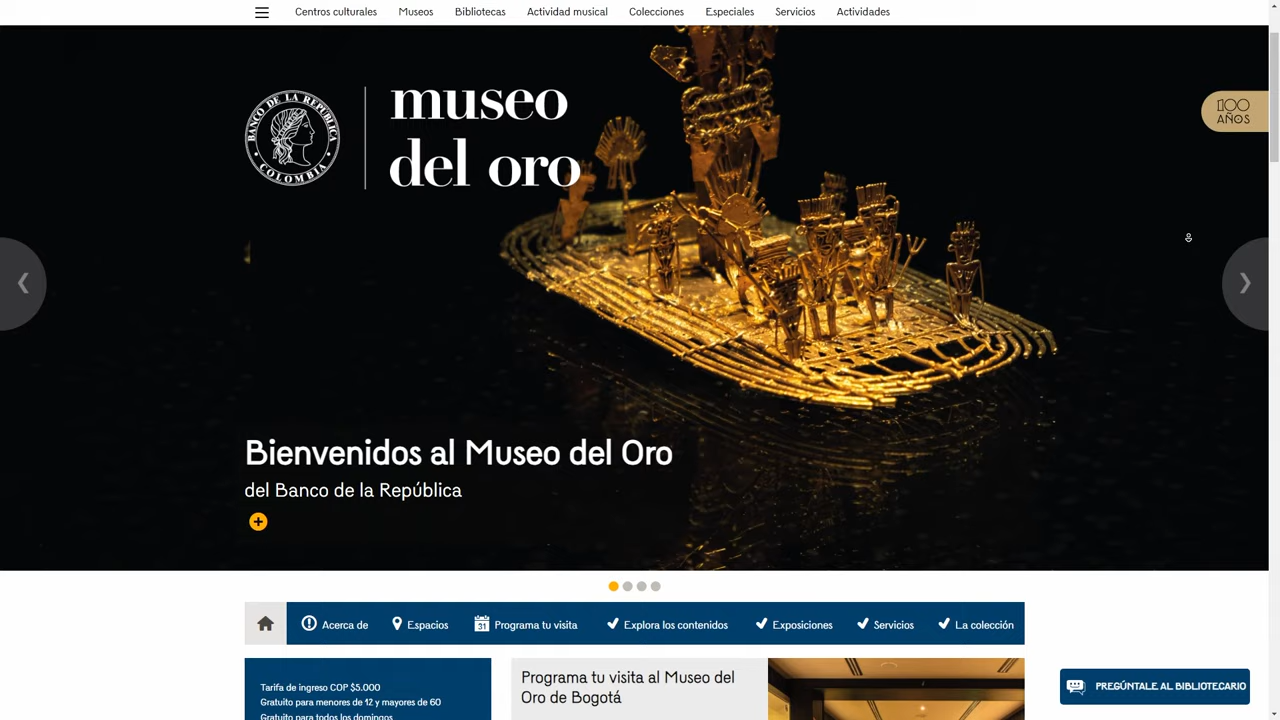 Centros culturales
Museos
Bibliotecas
Actividad musical
Colecciones
Especiales
Servicios
Actividades
BANCO DE LA REPÚBLICA
COLOMBIA
museo
del oro
100
AÑOS
Bienvenidos al Museo del Oro
del Banco de la República
Acerca de
Espacios
31
Programa tu visita
Explora los contenidos
Exposiciones
Servicios
La colección
Tarifa de ingreso COP $5.000
Gratuito para menores de 12 y mayores de 60
Gratuito para todos los domingos
Programa tu visita al Museo del
Oro de Bogotá
PREGÚNTALE AL BIBLIOTECARIO